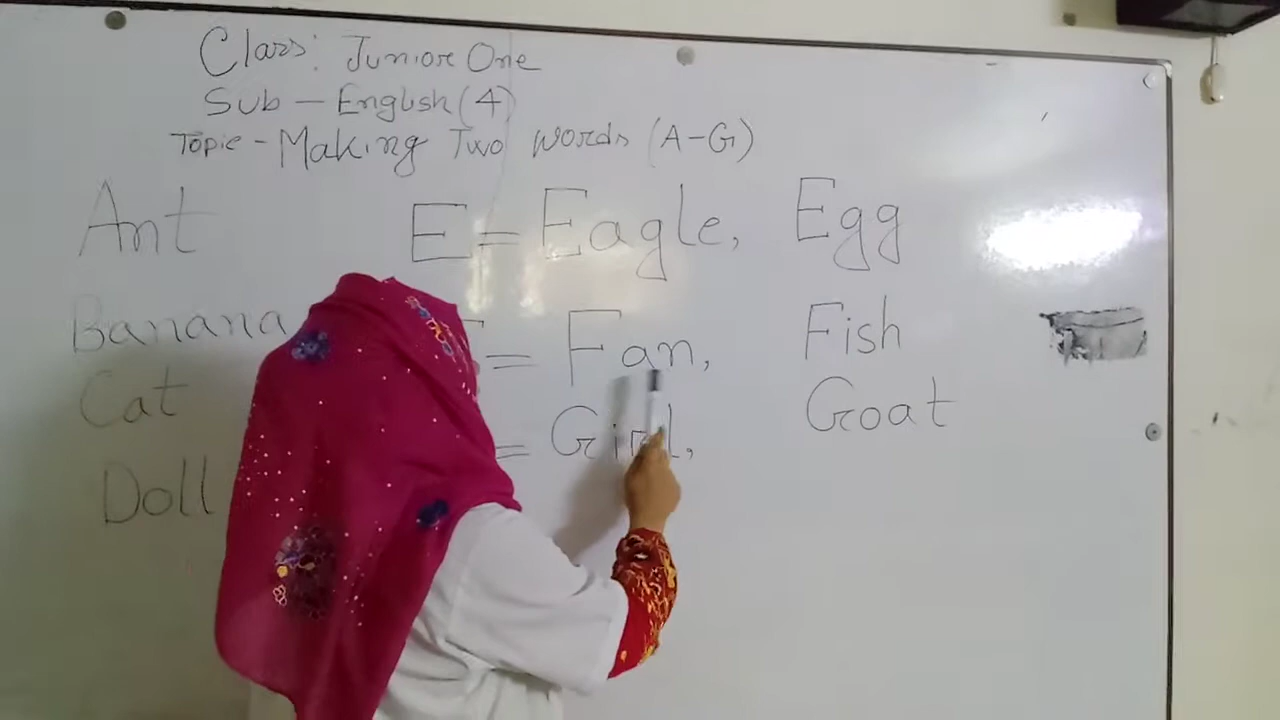 Class: Junior One
Sub - English (4)
Topic - Making Two Words (A-G)
Ant E = Eagle, Egg
Banana = Fan, Fish
Cat = Girl, Goat
Doll